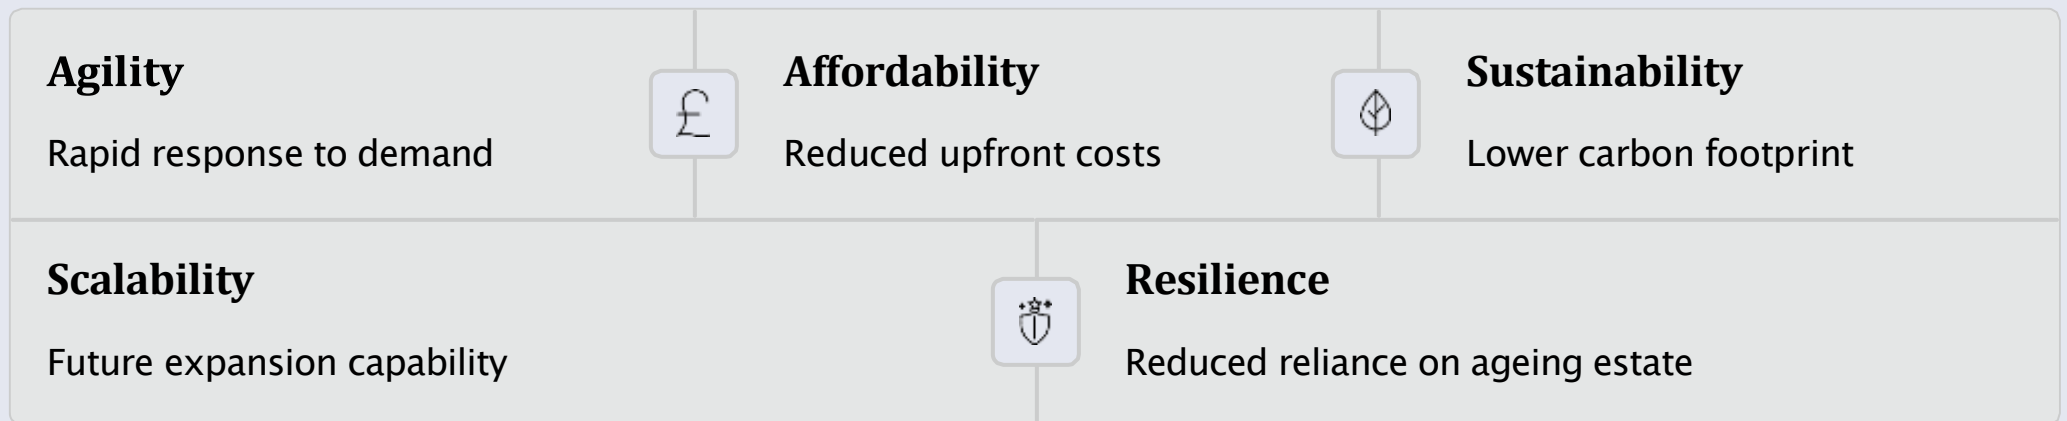 Agility
Rapid response to demand
£
Affordability
Reduced upfront costs
Sustainability
Lower carbon footprint
Scalability
Future expansion capability
Resilience
Reduced reliance on ageing estate